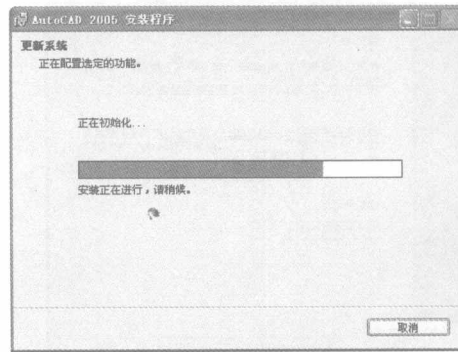 AutoCAD 2005 安装程序
更新系统
正在配置选定的功能。
正在初始化...
安装正在进行，请稍候。
取消